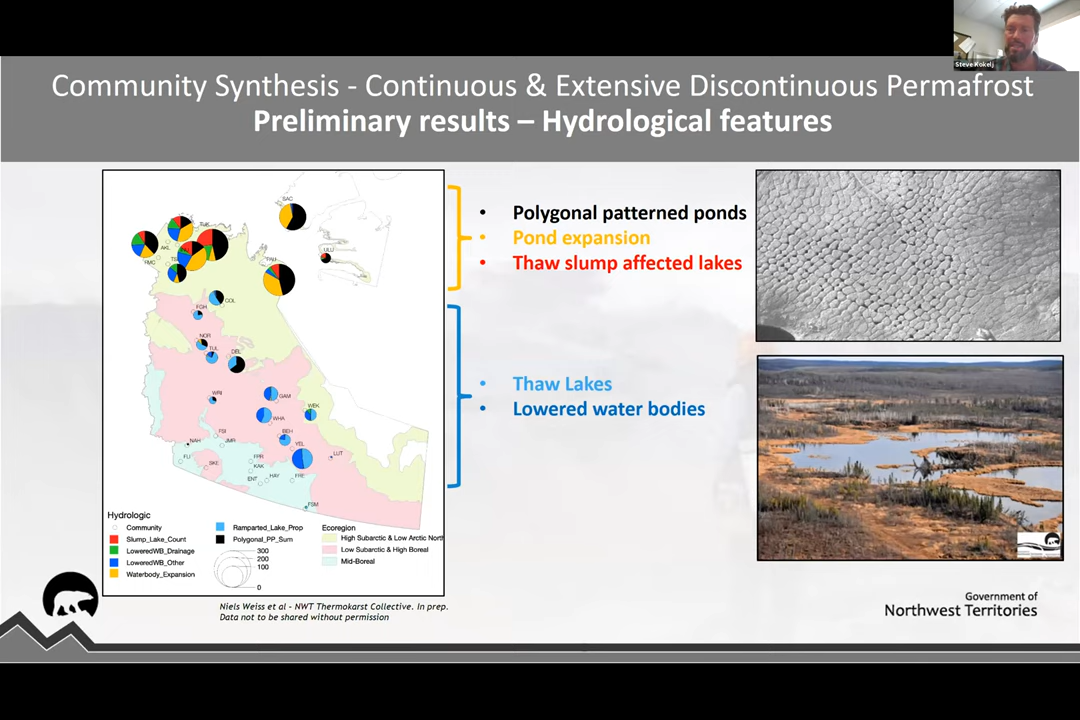 Steve Kokelj
Community Synthesis - Continuous & Extensive Discontinuous Permafrost
Preliminary results – Hydrological features
• Polygonal patterned ponds
• Pond expansion
• Thaw slump affected lakes
• Thaw Lakes
• Lowered water bodies
SAC
TUK
AKL
FMC
ULU
PAU
COL
FGH
NOR
TUL
DEL
WRI
GAM
WEK
WHA
BEH
YEL
LUT
FSI
NAH
JMR
FLI
SKE
FPR
KAK
ENT
HAY
FRE
FSM
Hydrologic
Community
Slump_Lake_Count
LoweredWB_Drainage
LoweredWB_Other
Waterbody_Expansion
Ramparted_Lake_Prop
Polygonal_PP_Sum
300
200
100
0
Ecoregion
High Subarctic & Low Arctic North
Low Subarctic & High Boreal
Mid-Boreal
Niels Weiss et al - NWT Thermokarst Collective. In prep.
Data not to be shared without permission
Government of
Northwest Territories